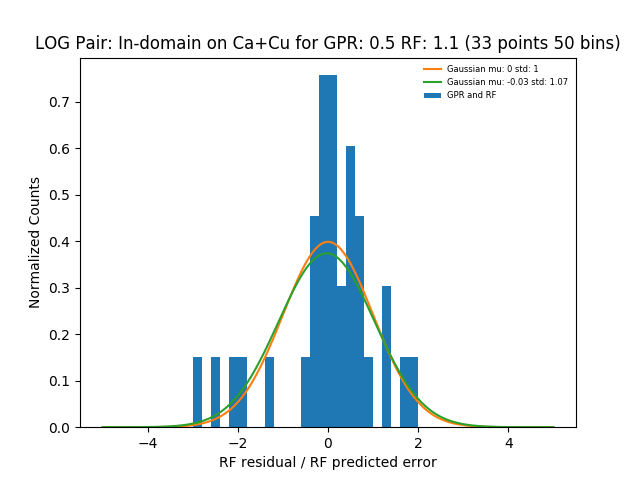 LOG Pair: In-domain on Ca+Cu for GPR: 0.5 RF: 1.1 (33 points 50 bins)
Gaussian mu: 0 std: 1
Gaussian mu: -0.03 std: 1.07
GPR and RF
Normalized Counts
0.7
0.6
0.5
0.4
0.3
0.2
0.1
0.0
−4 −2 0 2 4
RF residual / RF predicted error